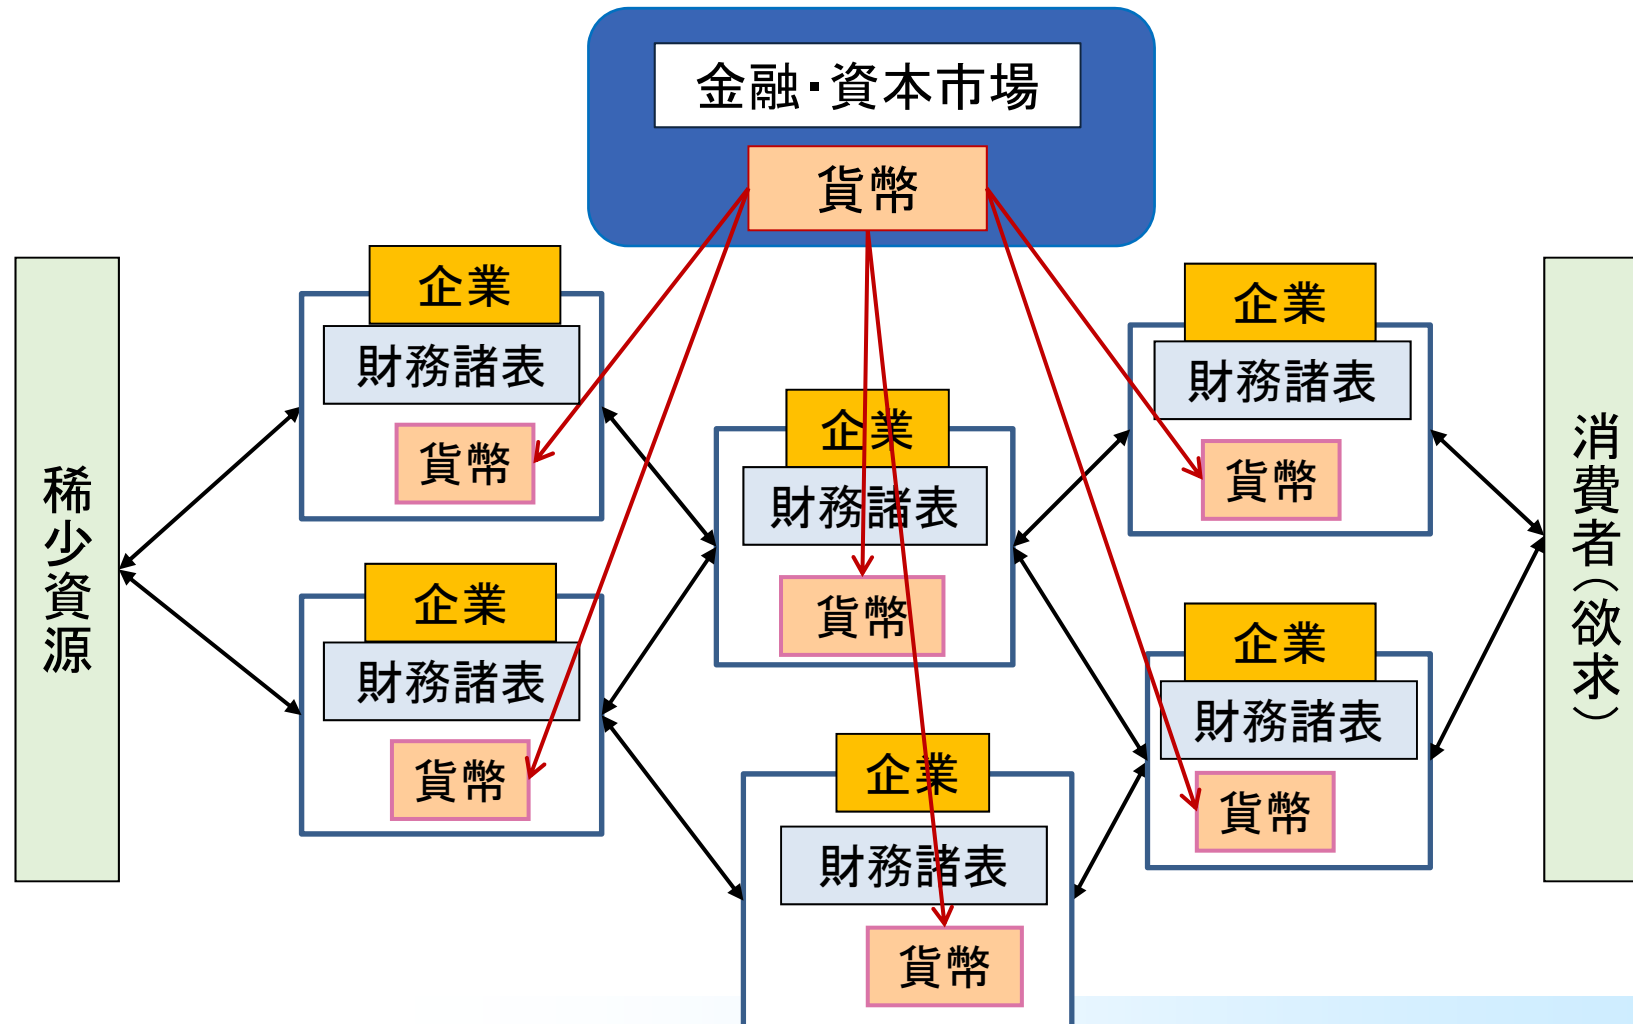 金融・資本市場
貨幣
稀少資源
企業
財務諸表
貨幣
企業
財務諸表
貨幣
企業
財務諸表
貨幣
企業
財務諸表
貨幣
企業
財務諸表
貨幣
企業
財務諸表
貨幣
消費者(欲求)